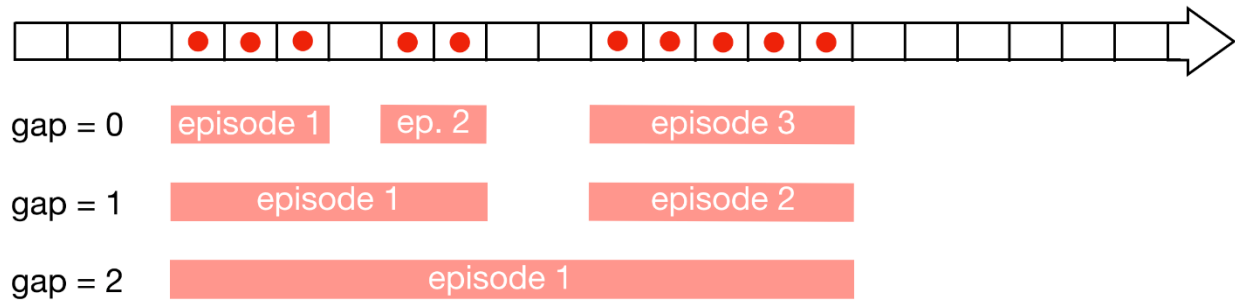 gap = 0 episode 1 ep. 2 episode 3
gap = 1 episode 1 episode 2
gap = 2 episode 1